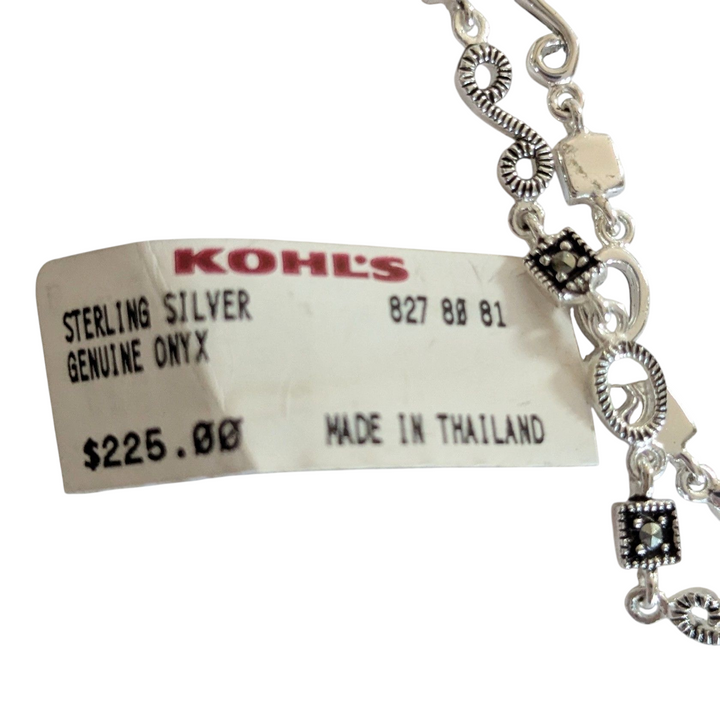 KOHL'S
STERLING SILVER 827 80 81
GENUINE ONYX
$225.00 MADE IN THAILAND